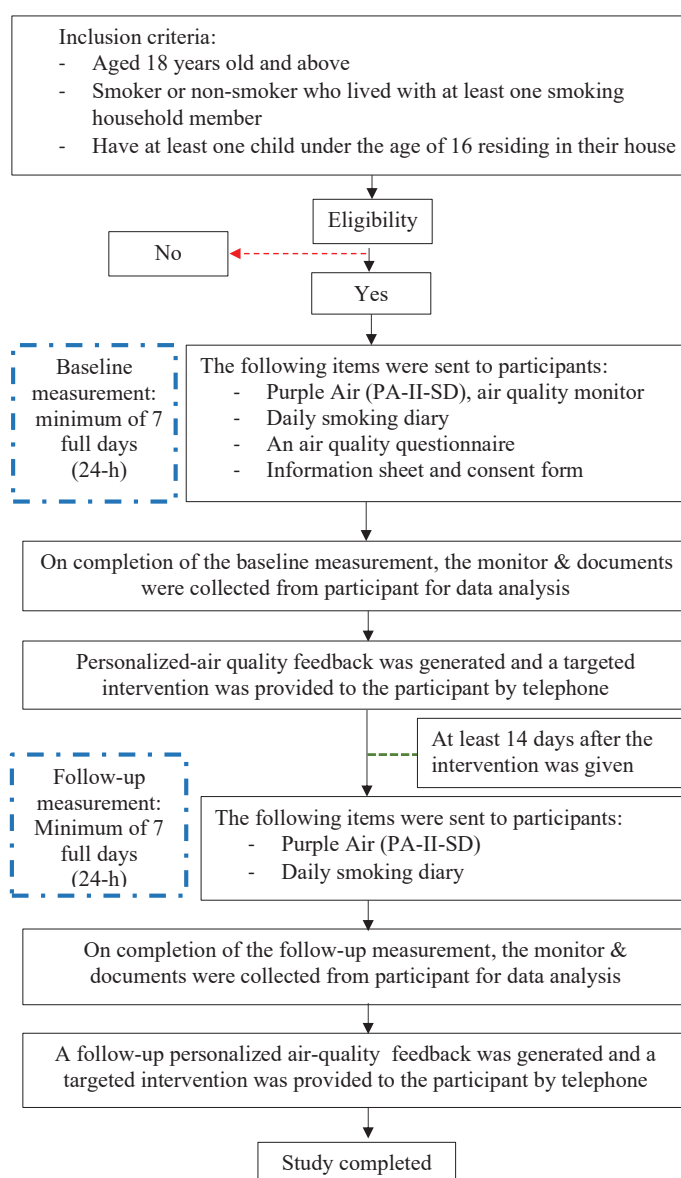 Inclusion criteria:
- Aged 18 years old and above
- Smoker or non-smoker who lived with at least one smoking
household member
- Have at least one child under the age of 16 residing in their house
Eligibility
No
Yes
Baseline
measurement:
minimum of 7
full days
(24-h)
The following items were sent to participants:
- Purple Air (PA-II-SD), air quality monitor
- Daily smoking diary
- An air quality questionnaire
- Information sheet and consent form
On completion of the baseline measurement, the monitor & documents
were collected from participant for data analysis
Personalized-air quality feedback was generated and a targeted
intervention was provided to the participant by telephone
At least 14 days after the
intervention was given
Follow-up
measurement:
Minimum of 7
full days
(24-h)
The following items were sent to participants:
- Purple Air (PA-II-SD)
- Daily smoking diary
On completion of the follow-up measurement, the monitor &
documents were collected from participant for data analysis
A follow-up personalized air-quality feedback was generated and a
targeted intervention was provided to the participant by telephone
Study completed